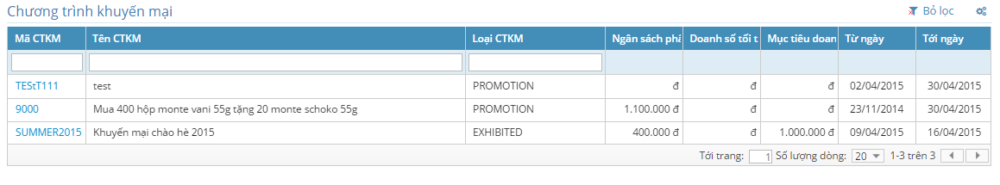 Chương trình khuyến mại Bỏ lọc
Mã CTKM Tên CTKM Loại CTKM Ngân sách phâ Doanh số tối t Mục tiêu doan Từ ngày Tới ngày
TEStT111 test PROMOTION đ đ đ 02/04/2015 30/04/2015
9000 Mua 400 hộp monte vani 55g tặng 20 monte schoko 55g PROMOTION 1.100.000 đ đ đ 23/11/2014 30/04/2015
SUMMER2015 Khuyến mại chào hè 2015 EXHIBITED 400.000 đ đ 1.000.000 đ 09/04/2015 16/04/2015
Tới trang: 1 Số lượng dòng: 20 1-3 trên 3